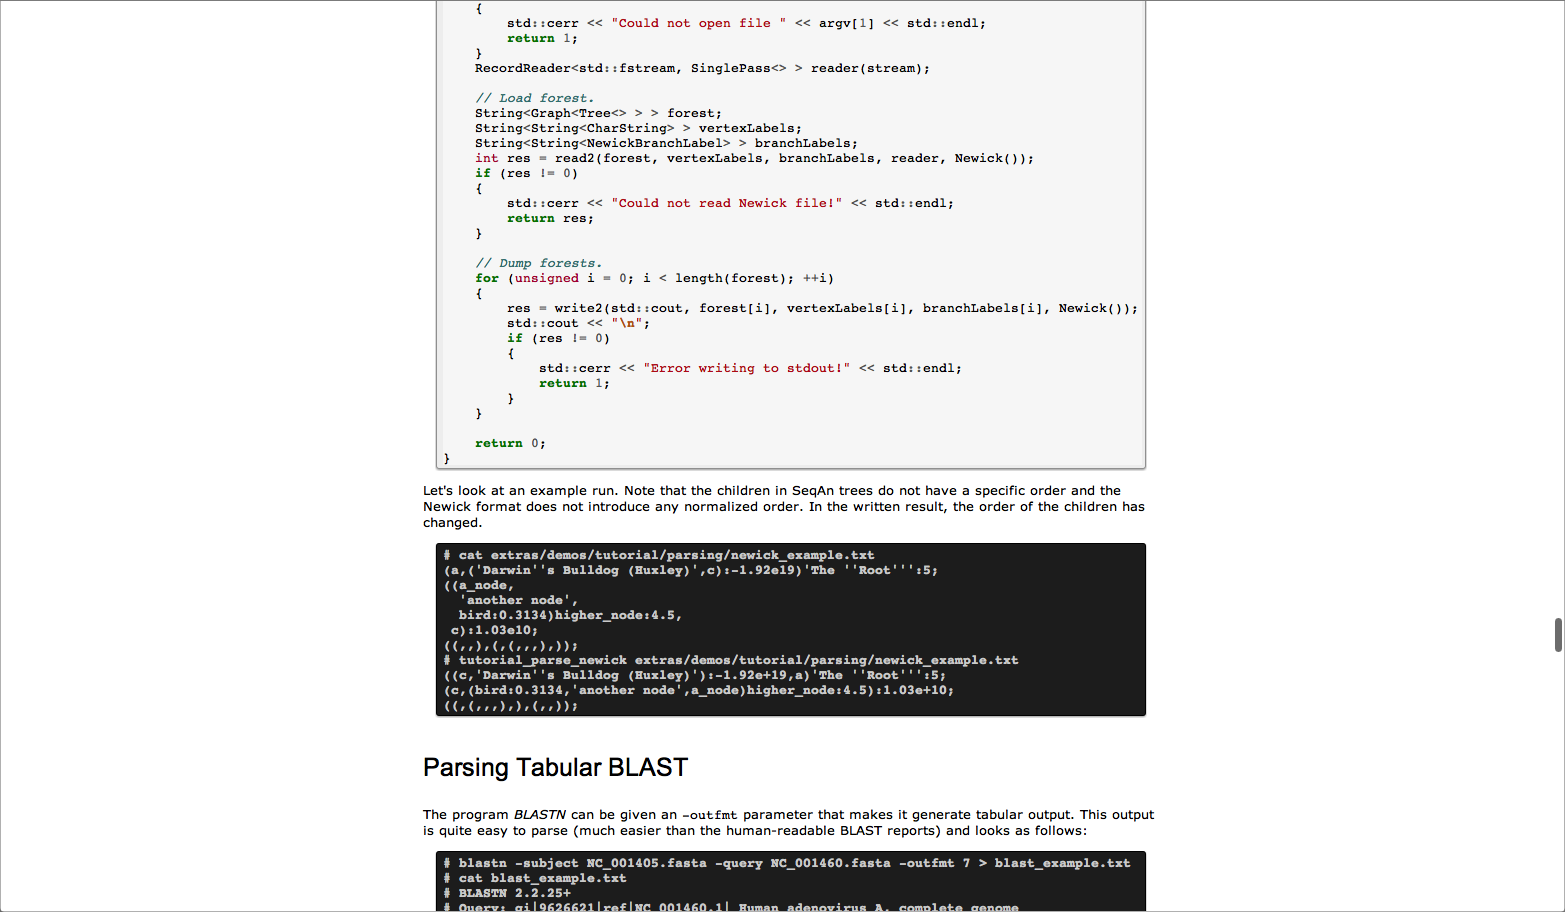 {
        std::cerr << "Could not open file " << argv[1] << std::endl;
        return 1;
    }
    RecordReader<std::fstream, SinglePass<> > reader(stream);

    // Load forest.
    String<Graph<Tree<> > > forest;
    String<String<CharString> > vertexLabels;
    String<String<NewickBranchLabel> > branchLabels;
    int res = read2(forest, vertexLabels, branchLabels, reader, Newick());
    if (res != 0)
    {
        std::cerr << "Could not read Newick file!" << std::endl;
        return res;
    }

    // Dump forests.
    for (unsigned i = 0; i < length(forest); ++i)
    {
        res = write2(std::cout, forest[i], vertexLabels[i], branchLabels[i], Newick());
        std::cout << "\n";
        if (res != 0)
        {
            std::cerr << "Error writing to stdout!" << std::endl;
            return 1;
        }
    }

    return 0;
}
Let's look at an example run. Note that the children in SeqAn trees do not have a specific order and the
Newick format does not introduce any normalized order. In the written result, the order of the children has
changed.
# cat extras/demos/tutorial/parsing/newick_example.txt
(a,('Darwin''s Bulldog (Huxley)',c):-1.92e19)'The ''Root''':5;
((a_node,
  'another node',
  bird:0.3134)higher_node:4.5,
 c):1.03e10;
((,,),(,(,,,),));
# tutorial_parse_newick extras/demos/tutorial/parsing/newick_example.txt
((c,'Darwin''s Bulldog (Huxley)'):-1.92e+19,a)'The ''Root''':5;
(c,(bird:0.3134,'another node',a_node)higher_node:4.5):1.03e+10;
((,(,,,),),(,,));
Parsing Tabular BLAST
The program BLASTN can be given an -outfmt parameter that makes it generate tabular output. This output
is quite easy to parse (much easier than the human-readable BLAST reports) and looks as follows:
# blastn -subject NC_001405.fasta -query NC_001460.fasta -outfmt 7 > blast_example.txt
# cat blast_example.txt
# BLASTN 2.2.25+
# Query: gi|9626621|ref|NC_001460.1| Human adenovirus A, complete genome